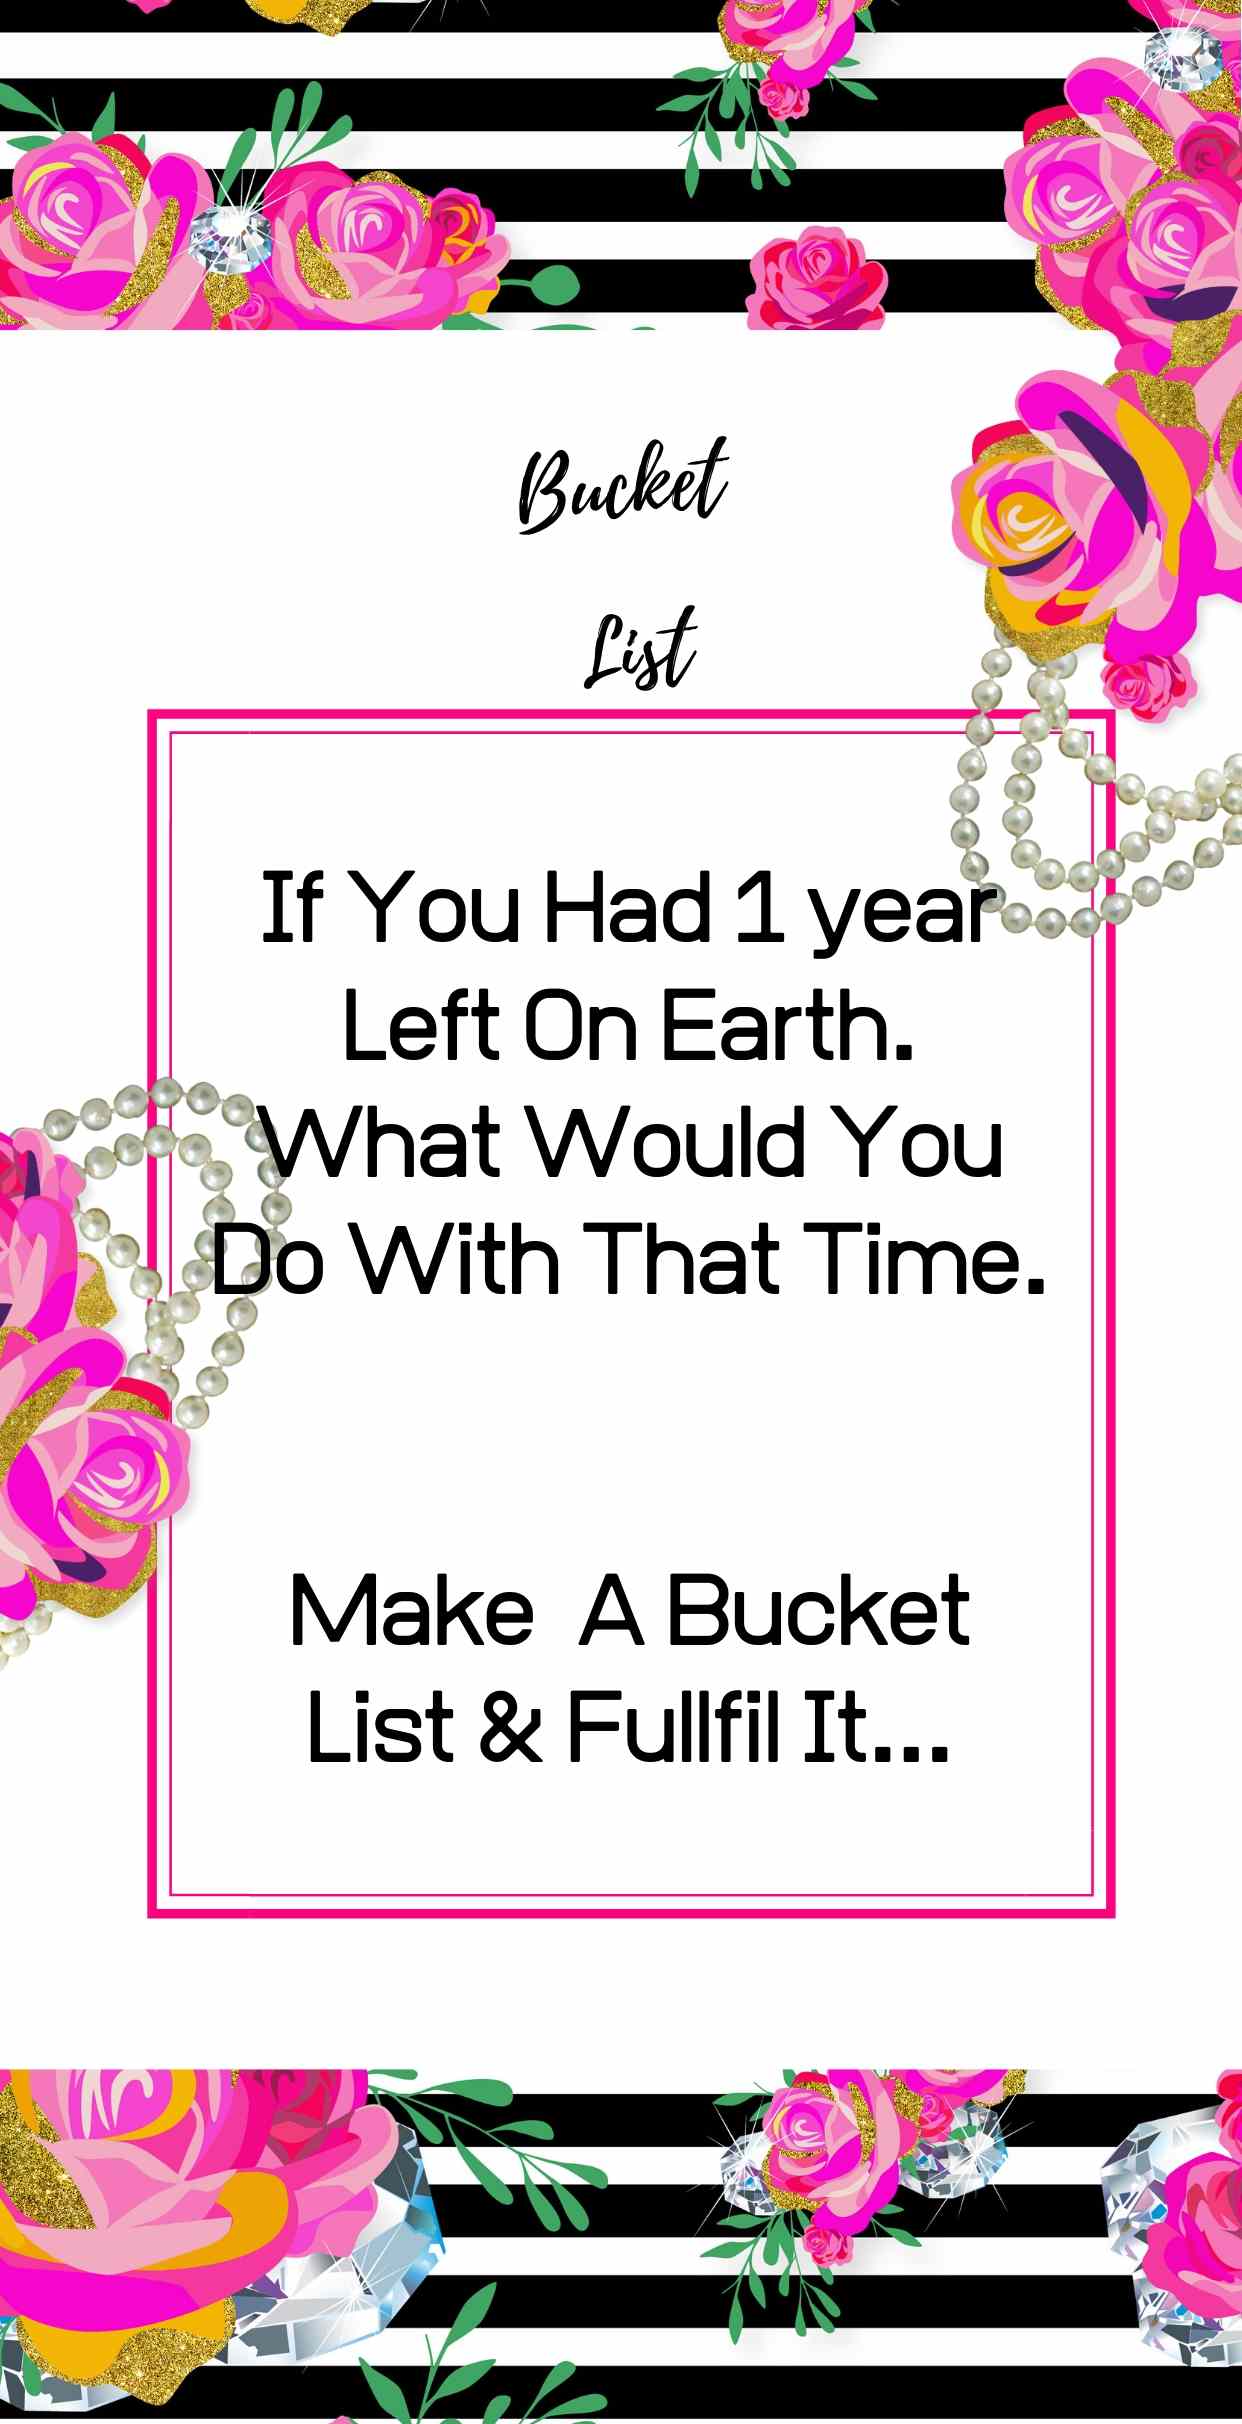 Bucket
List
If You Had 1 year
Left On Earth.
What Would You
Do With That Time.
Make A Bucket
List & Fullfil It...